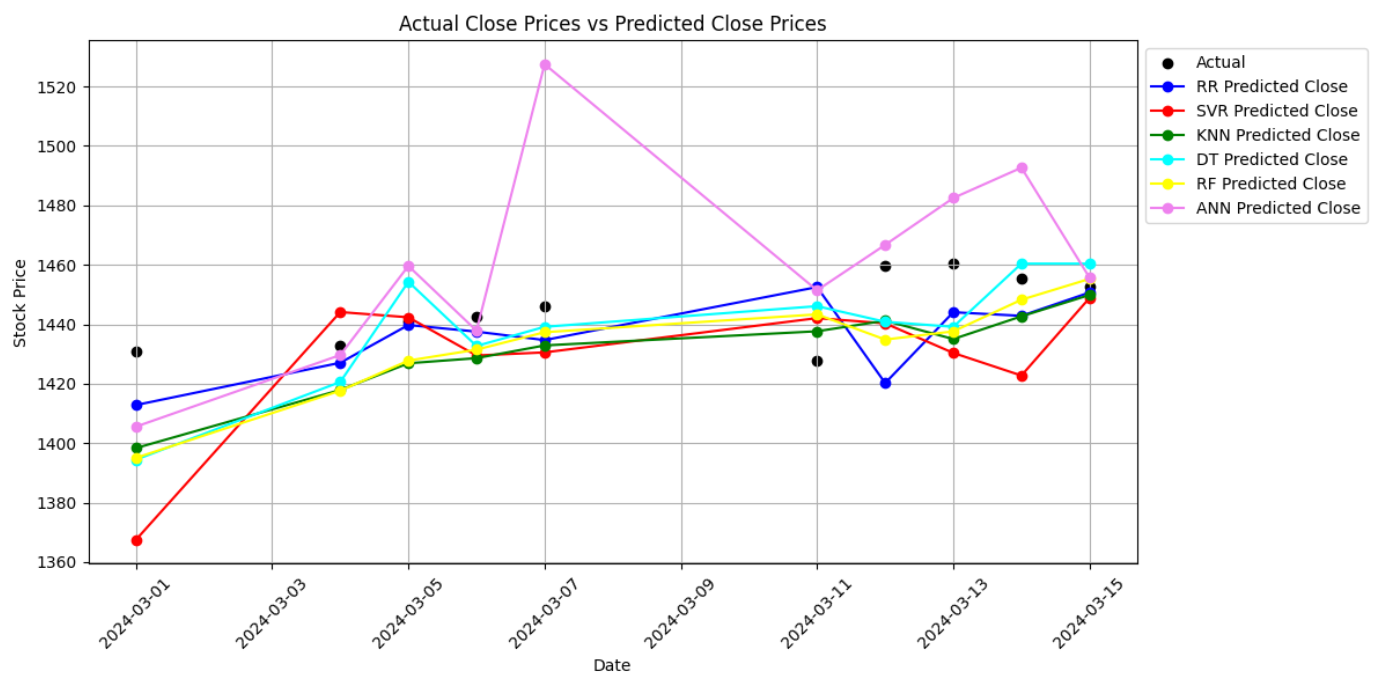 Actual Close Prices vs Predicted Close Prices
Stock Price
1520
1500
1480
1460
1440
1420
1400
1380
1360
2024-03-01
2024-03-03
2024-03-05
2024-03-07
2024-03-09
2024-03-11
2024-03-13
2024-03-15
Date
Actual
RR Predicted Close
SVR Predicted Close
KNN Predicted Close
DT Predicted Close
RF Predicted Close
ANN Predicted Close